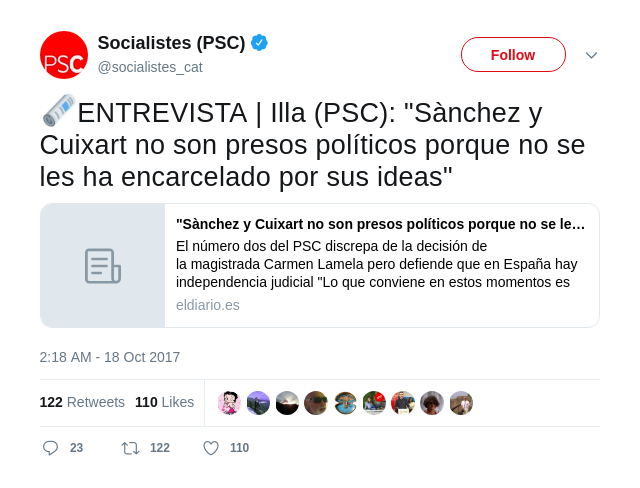 PSC
Socialistes (PSC)
@socialistes_cat
Follow
ENTREVISTA | Illa (PSC): "Sànchez y
Cuixart no son presos políticos porque no se
les ha encarcelado por sus ideas"
"Sànchez y Cuixart no son presos políticos porque no se le…
El número dos del PSC discrepa de la decisión de
la magistrada Carmen Lamela pero defiende que en España hay
independencia judicial "Lo que conviene en estos momentos es
eldiario.es
2:18 AM - 18 Oct 2017
122 Retweets 110 Likes
23 122 110